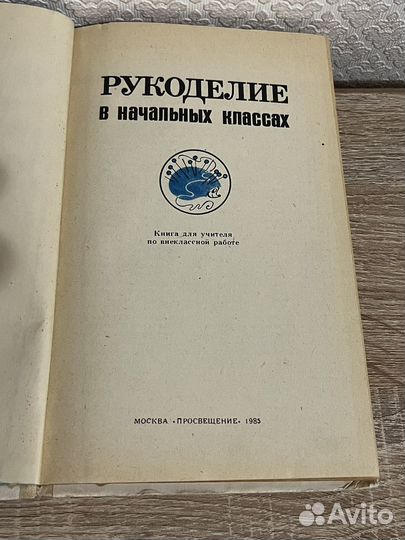 РУКОДЕЛИЕ
В НАЧАЛЬНЫХ КЛАССАХ
Книга для учителя
по внеклассной работе
МОСКВА «ПРОСВЕЩЕНИЕ» 1985
Avito